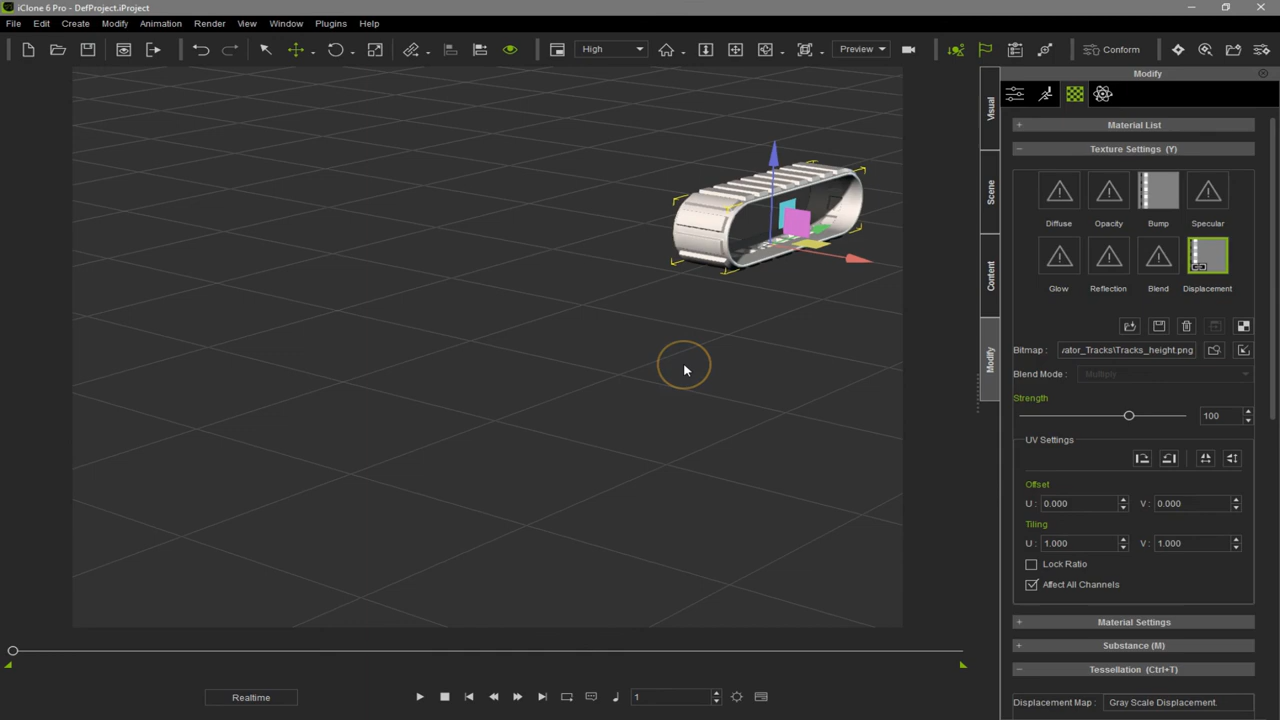 iClone 6 Pro - DefProject.iProject
File Edit Create Modify Animation Render View Window Plugins Help
High Preview Conform
Modify
Visual
Scene
Content
Modify
Material List
Texture Settings (Y)
Diffuse Opacity Bump Specular
Glow Reflection Blend Displacement
Bitmap : rator_Tracks\Tracks_height.png
Blend Mode : Multiply
Strength
100
UV Settings
Offset
U : 0.000 V : 0.000
Tiling
U : 1.000 V : 1.000
Lock Ratio
Affect All Channels
Material Settings
Substance (M)
Tessellation (Ctrl+T)
Realtime 1
Displacement Map : Gray Scale Displacement.